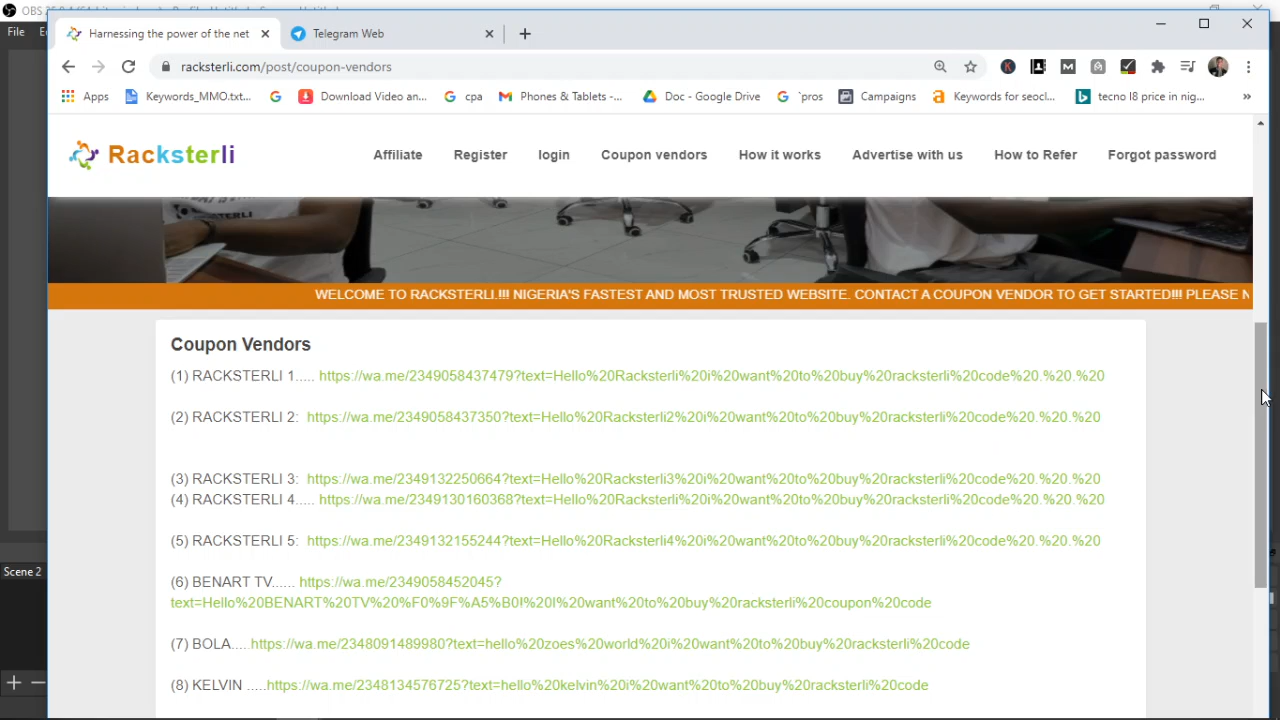 OBS
File
Harnessing the power of the net
Telegram Web
racksterli.com/post/coupon-vendors
Apps
Keywords_MMO.txt...
Download Video an...
cpa
Phones & Tablets -...
Doc - Google Drive
`pros
Campaigns
Keywords for seocl...
tecno l8 price in nig...
»
Racksterli
Affiliate
Register
login
Coupon vendors
How it works
Advertise with us
How to Refer
Forgot password
RLI
WELCOME TO RACKSTERLI.!!! NIGERIA'S FASTEST AND MOST TRUSTED WEBSITE. CONTACT A COUPON VENDOR TO GET STARTED!!! PLEASE N
Coupon Vendors
(1) RACKSTERLI 1..... https://wa.me/2349058437479?text=Hello%20Racksterli%20i%20want%20to%20buy%20racksterli%20code%20.%20.%20
(2) RACKSTERLI 2: https://wa.me/2349058437350?text=Hello%20Racksterli2%20i%20want%20to%20buy%20racksterli%20code%20.%20.%20
(3) RACKSTERLI 3: https://wa.me/2349132250664?text=Hello%20Racksterli3%20i%20want%20to%20buy%20racksterli%20code%20.%20.%20
(4) RACKSTERLI 4..... https://wa.me/2349130160368?text=Hello%20Racksterli%20i%20want%20to%20buy%20racksterli%20code%20.%20.%20
(5) RACKSTERLI 5: https://wa.me/2349132155244?text=Hello%20Racksterli4%20i%20want%20to%20buy%20racksterli%20code%20.%20.%20
(6) BENART TV...... https://wa.me/2349058452045?
text=Hello%20BENART%20TV%20%F0%9F%A5%B0I%20I%20want%20to%20buy%20racksterli%20coupon%20code
(7) BOLA.....https://wa.me/2348091489980?text=hello%20zoes%20world%20i%20want%20to%20buy%20racksterli%20code
(8) KELVIN .....https://wa.me/2348134576725?text=hello%20kelvin%20i%20want%20to%20buy%20racksterli%20code
Scene 2